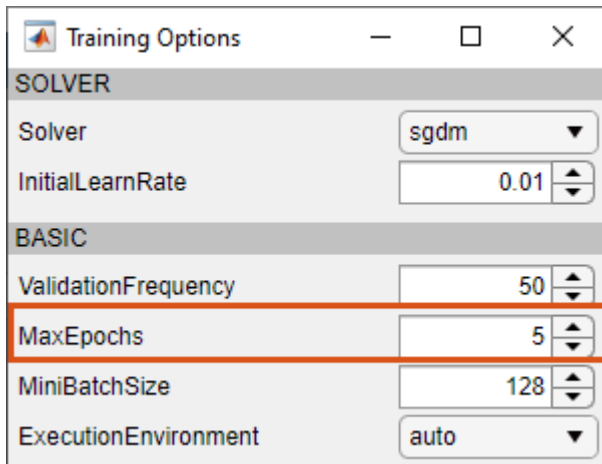 Training Options
SOLVER
Solver sgdm
InitialLearnRate 0.01
BASIC
ValidationFrequency 50
MaxEpochs 5
MiniBatchSize 128
ExecutionEnvironment auto